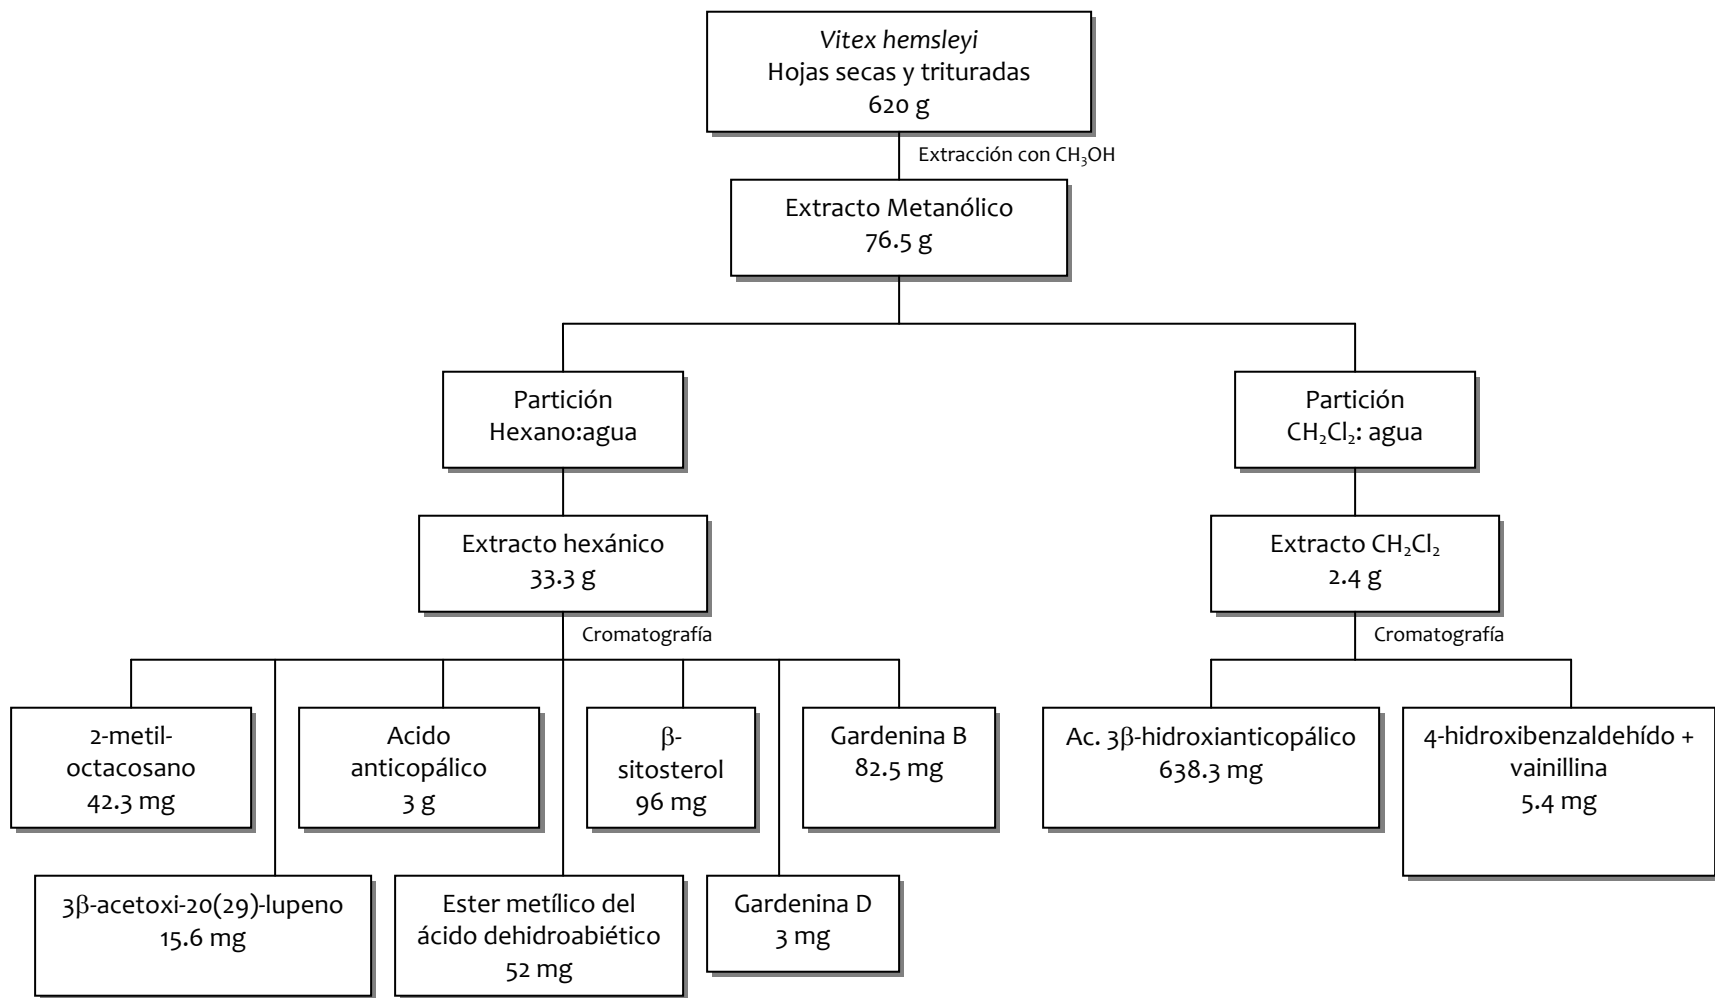 Vitex hemsleyi
Hojas secas y trituradas
620 g
Extracción con CH₃OH
Extracto Metanólico
76.5 g
Partición
Hexano:agua
Partición
CH₂Cl₂: agua
Extracto hexánico
33.3 g
Extracto CH₂Cl₂
2.4 g
Cromatografía
Cromatografía
2-metil-
octacosano
42.3 mg
Acido
anticopálico
3 g
β-
sitosterol
96 mg
Gardenina B
82.5 mg
Ac. 3β-hidroxianticopálico
638.3 mg
4-hidroxibenzaldehído +
vainillina
5.4 mg
3β-acetoxi-20(29)-lupeno
15.6 mg
Ester metílico del
ácido dehidroabiético
52 mg
Gardenina D
3 mg